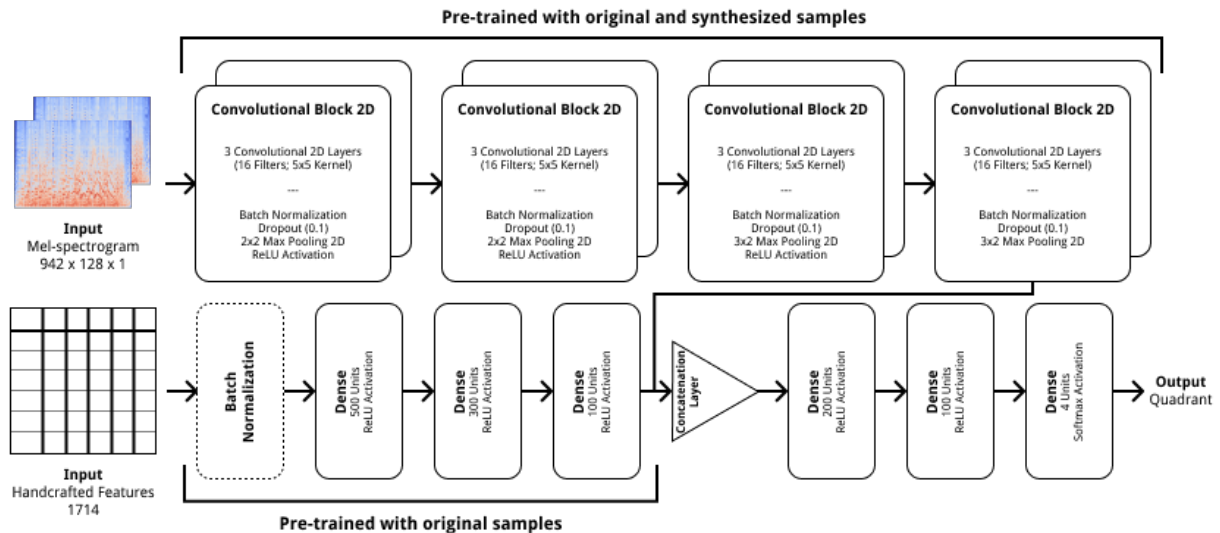 Pre-trained with original and synthesized samples
Convolutional Block 2D
3 Convolutional 2D Layers
(16 Filters; 5x5 Kernel)
---
Batch Normalization
Dropout (0.1)
2x2 Max Pooling 2D
ReLU Activation
Convolutional Block 2D
3 Convolutional 2D Layers
(16 Filters; 5x5 Kernel)
---
Batch Normalization
Dropout (0.1)
2x2 Max Pooling 2D
ReLU Activation
Convolutional Block 2D
3 Convolutional 2D Layers
(16 Filters; 5x5 Kernel)
---
Batch Normalization
Dropout (0.1)
3x2 Max Pooling 2D
ReLU Activation
Convolutional Block 2D
3 Convolutional 2D Layers
(16 Filters; 5x5 Kernel)
---
Batch Normalization
Dropout (0.1)
3x2 Max Pooling 2D
Input
Mel-spectrogram
942 x 128 x 1
Batch
Normalization
Dense
500 Units
ReLU Activation
Dense
300 Units
ReLU Activation
Dense
100 Units
ReLU Activation
Concatenation
Layer
Dense
200 Units
ReLU Activation
Dense
100 Units
ReLU Activation
Dense
4 Units
Softmax Activation
Output
Quadrant
Input
Handcrafted Features
1714
Pre-trained with original samples